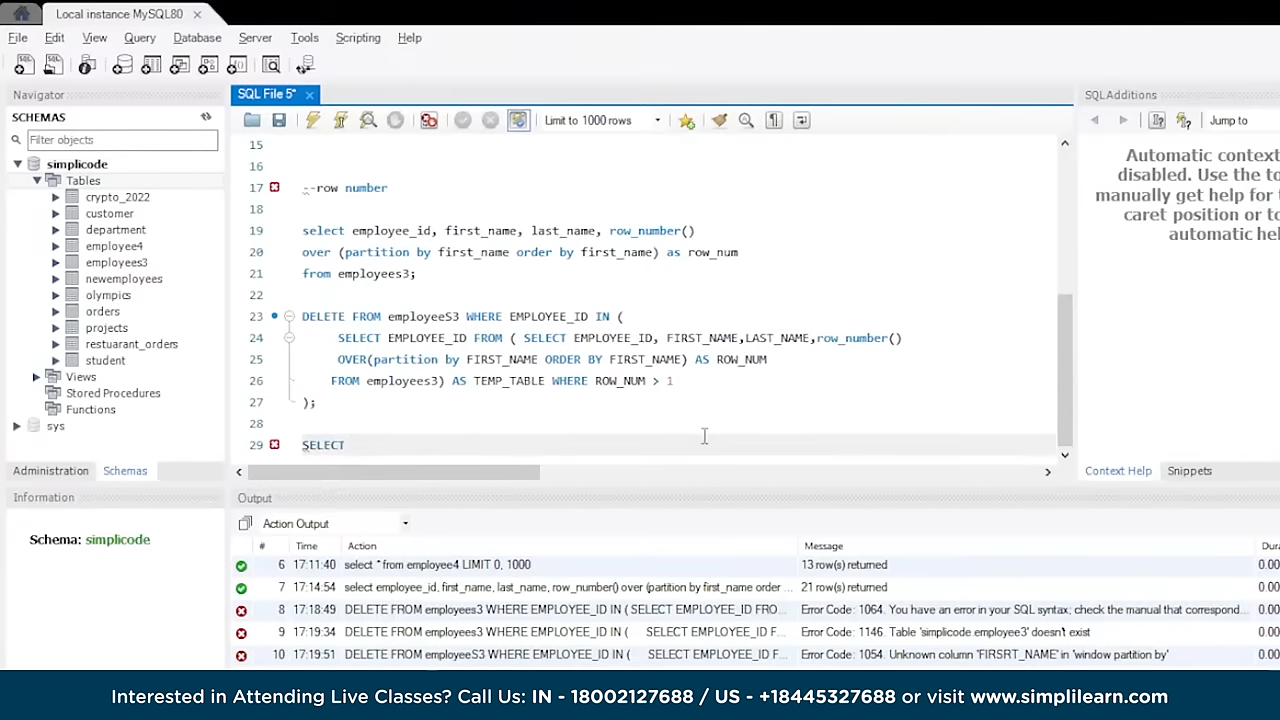 Local instance MySQL80 ×
File Edit View Query Database Server Tools Scripting Help
Navigator
SCHEMAS
Filter objects
simplicode
Tables
crypto_2022
customer
department
employee4
employees3
newemployees
olympics
orders
projects
restuarant_orders
student
Views
Stored Procedures
Functions
sys
Administration Schemas
Information
Schema: simplicode
SQL File 5* ×
Limit to 1000 rows
15
16
17 --row number
18
19 select employee_id, first_name, last_name, row_number()
20 over (partition by first_name order by first_name) as row_num
21 from employees3;
22
23 DELETE FROM employeeS3 WHERE EMPLOYEE_ID IN (
24 SELECT EMPLOYEE_ID FROM ( SELECT EMPLOYEE_ID, FIRST_NAME,LAST_NAME,row_number()
25 OVER(partition by FIRST_NAME ORDER BY FIRST_NAME) AS ROW_NUM
26 FROM employees3) AS TEMP_TABLE WHERE ROW_NUM > 1
27 );
28
29 SELECT
SQLAdditions
Jump to
Automatic context
disabled. Use the to
manually get help for t
caret position or to
automatic hel
Context Help Snippets
Output
Action Output
# Time Action Message Dura
6 17:11:40 select * from employee4 LIMIT 0, 1000 13 row(s) returned 0.00
7 17:14:54 select employee_id, first_name, last_name, row_number() over (partition by first_name order ... 21 row(s) returned 0.00
8 17:18:49 DELETE FROM employees3 WHERE EMPLOYEE_ID IN ( SELECT EMPLOYEE_ID FRO... Error Code: 1064. You have an error in your SQL syntax; check the manual that correspond... 0.00
9 17:19:34 DELETE FROM employees3 WHERE EMPLOYEE_ID IN ( SELECT EMPLOYEE_ID F... Error Code: 1146. Table 'simplicode.employee3' doesn't exist 0.00
10 17:19:51 DELETE FROM employeeS3 WHERE EMPLOYEE_ID IN ( SELECT EMPLOYEE_ID F... Error Code: 1054. Unknown column 'FIRSRT_NAME' in 'window partition by' 0.00
Interested in Attending Live Classes? Call Us: IN - 18002127688 / US - +18445327688 or visit www.simplilearn.com